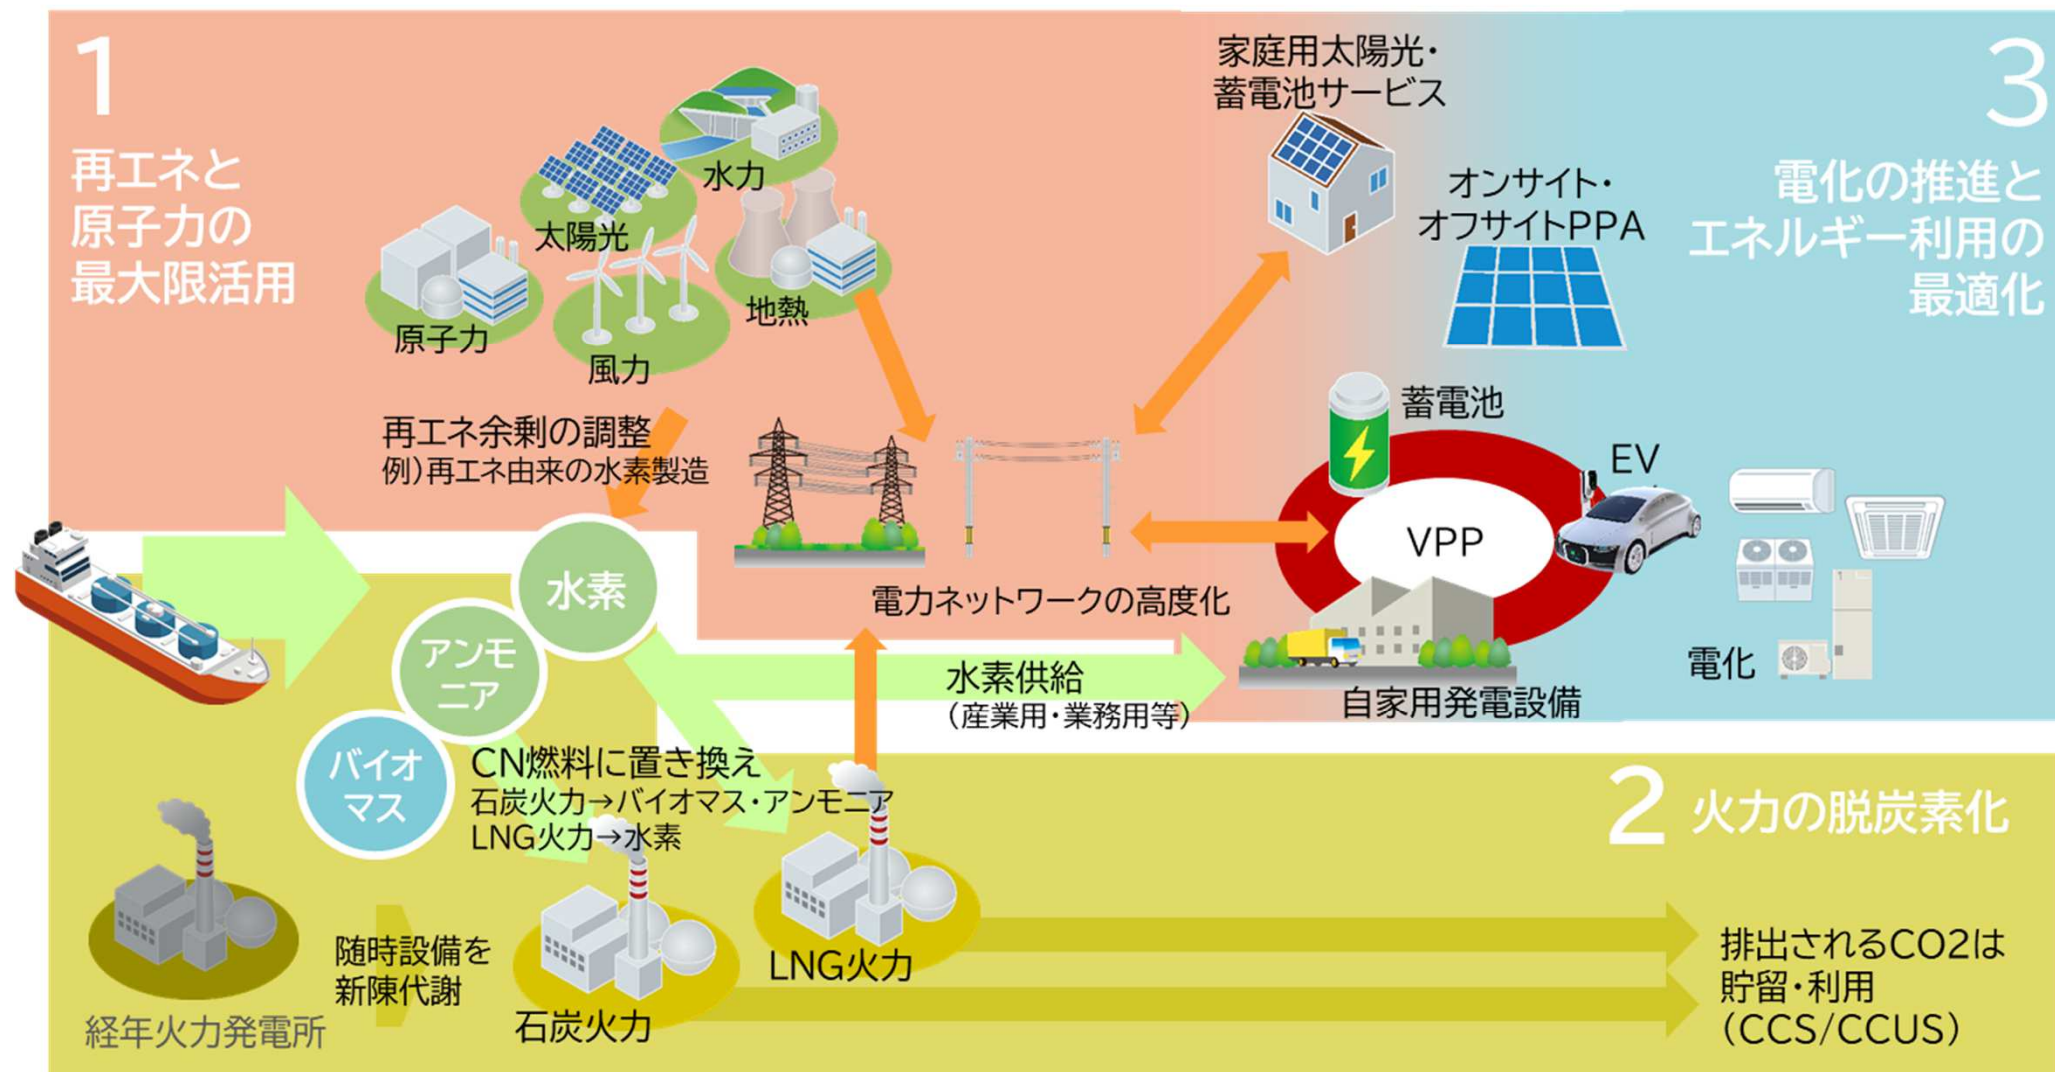 1
再エネと
原子力の
最大限活用
水力
太陽光
地熱
原子力
風力
再エネ余剰の調整
例）再エネ由来の水素製造
家庭用太陽光・
蓄電池サービス
オンサイト・
オフサイトPPA
3
電化の推進と
エネルギー利用の
最適化
蓄電池
EV
VPP
電化
自家用発電設備
電力ネットワークの高度化
水素
アンモ
ニア
バイオ
マス
水素供給
（産業用・業務用等）
CN燃料に置き換え
石炭火力→バイオマス・アンモニア
LNG火力→水素
2 火力の脱炭素化
経年火力発電所
随時設備を
新陳代謝
石炭火力
LNG火力
排出されるCO2は
貯留・利用
（CCS/CCUS）